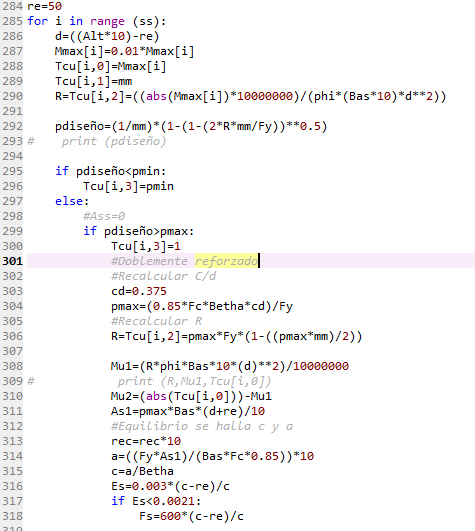 284 re=50
285 for i in range (ss):
286 d=((Alt*10)-re)
287 Mmax[i]=0.01*Mmax[i]
288 Tcu[i,0]=Mmax[i]
289 Tcu[i,1]=mm
290 R=Tcu[i,2]=((abs(Mmax[i])*10000000)/(phi*(Bas*10)*d**2))
291
292 pdiseño=(1/mm)*(1-(1-(2*R*mm/Fy))**0.5)
293 # print (pdiseño)
294
295 if pdiseño<pmin:
296 Tcu[i,3]=pmin
297 else:
298 #Ass=0
299 if pdiseño>pmax:
300 Tcu[i,3]=1
301 #Doblemente reforzado
302 #Recalcular C/d
303 cd=0.375
304 pmax=(0.85*Fc*Betha*cd)/Fy
305 #Recalcular R
306 R=Tcu[i,2]=pmax*Fy*(1-((pmax*mm)/2))
307
308 Mu1=(R*phi*Bas*10*(d)**2)/10000000
309 # print (R,Mu1,Tcu[i,0])
310 Mu2=(abs(Tcu[i,0]))-Mu1
311 As1=pmax*Bas*(d+re)/10
312 #Equilibrio se halla c y a
313 rec=rec*10
314 a=((Fy*As1)/(Bas*Fc*0.85))*10
315 c=a/Betha
316 Es=0.003*(c-re)/c
317 if Es<0.0021:
318 Fs=600*(c-re)/c
319